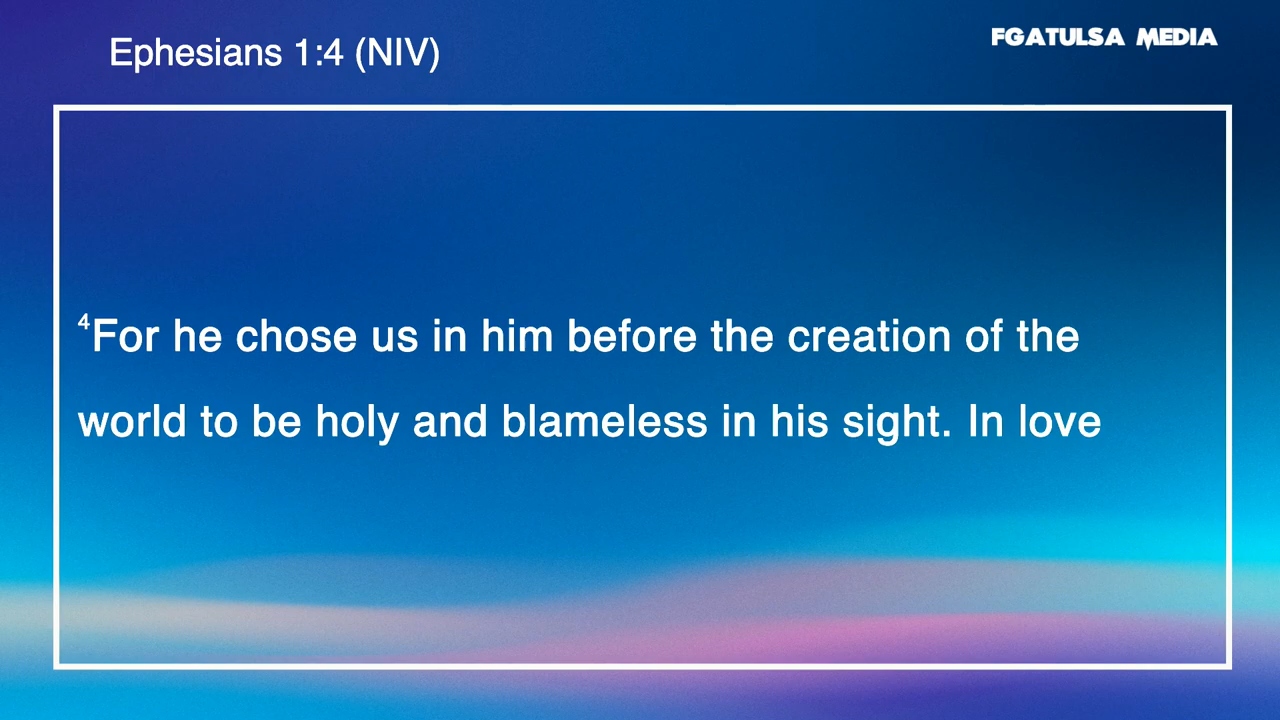 Ephesians 1:4 (NIV)
FGATULSA MEDIA
4For he chose us in him before the creation of the
world to be holy and blameless in his sight. In love